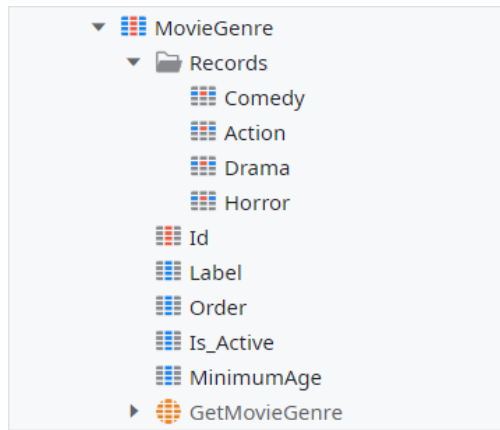 MovieGenre
Records
Comedy
Action
Drama
Horror
Id
Label
Order
Is_Active
MinimumAge
GetMovieGenre